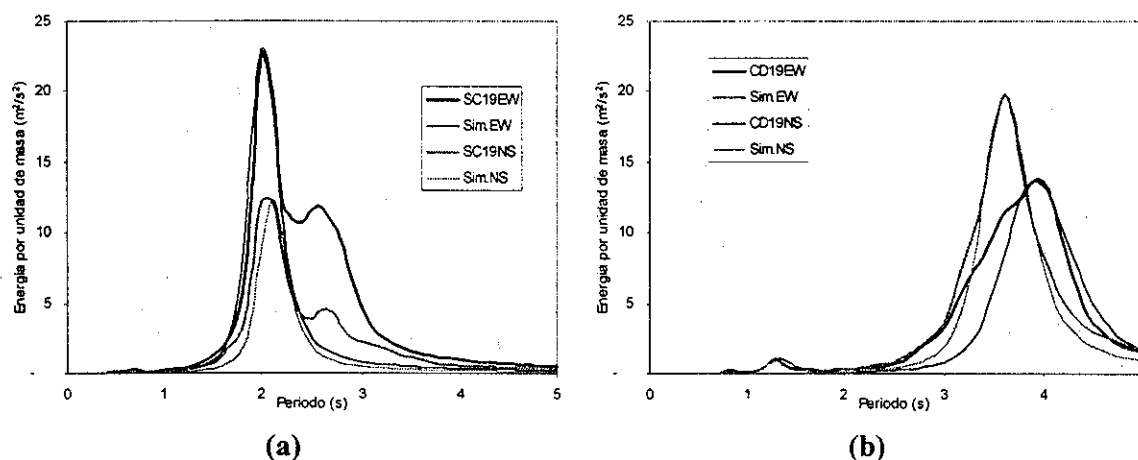 25
20
15
10
5
-
0
1
2
3
4
5
Energia por unidad de masa (m²/s²)
Periodo (s)
SC19EW
Sim.EW
SC19NS
Sim.NS
(a)
25
20
15
10
5
-
0
1
2
3
4
Energia por unidad de masa (m²/s²)
Periodo (s)
CD19EW
Sim.EW
CD19NS
Sim.NS
(b)